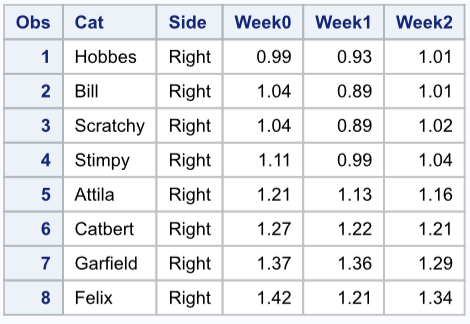 Obs Cat Side Week0 Week1 Week2
1 Hobbes Right 0.99 0.93 1.01
2 Bill Right 1.04 0.89 1.01
3 Scratchy Right 1.04 0.89 1.02
4 Stimpy Right 1.11 0.99 1.04
5 Attila Right 1.21 1.13 1.16
6 Catbert Right 1.27 1.22 1.21
7 Garfield Right 1.37 1.36 1.29
8 Felix Right 1.42 1.21 1.34